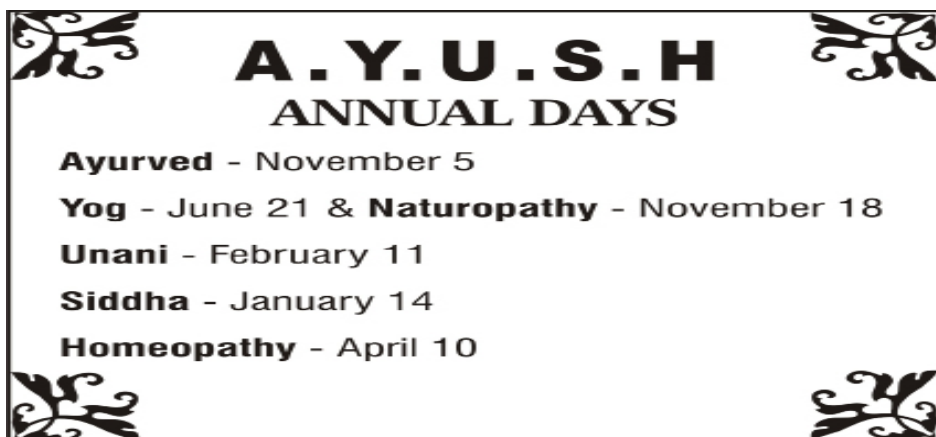 A.Y.U.S.H
ANNUAL DAYS
Ayurved - November 5
Yog - June 21 & Naturopathy - November 18
Unani - February 11
Siddha - January 14
Homeopathy - April 10